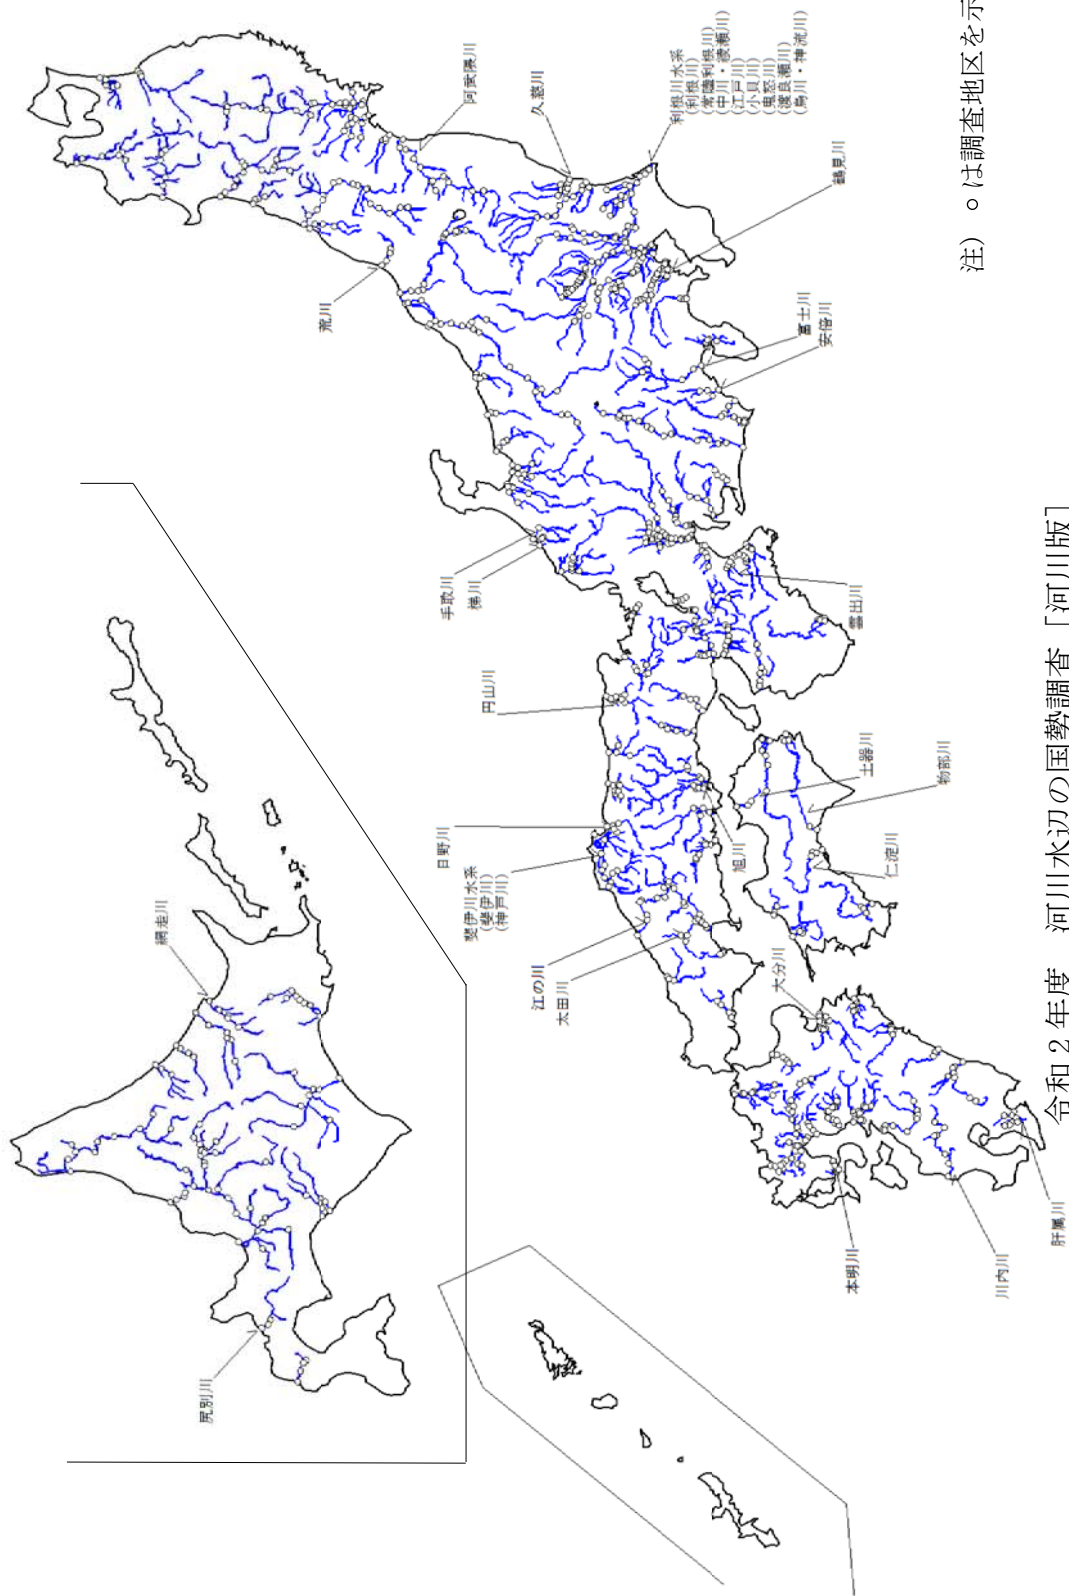 網走川
尻別川
荒川
阿武隈川
久慈川
利根川水系
(利根川)
(常陸利根川)
(中川・綾瀬川)
(江戸川)
(小貝川)
(鬼怒川)
(渡良瀬川)
(烏川・神流川)
鶴見川
富士川
安倍川
手取川
梯川
雲出川
円山川
日野川
斐伊川水系
(斐伊川)
(神戸川)
江の川
太田川
旭川
土器川
物部川
仁淀川
大分川
本明川
川内川
肝属川
注) ○は調査地区を示
令和２年度 河川水辺の国勢調査［河川版］